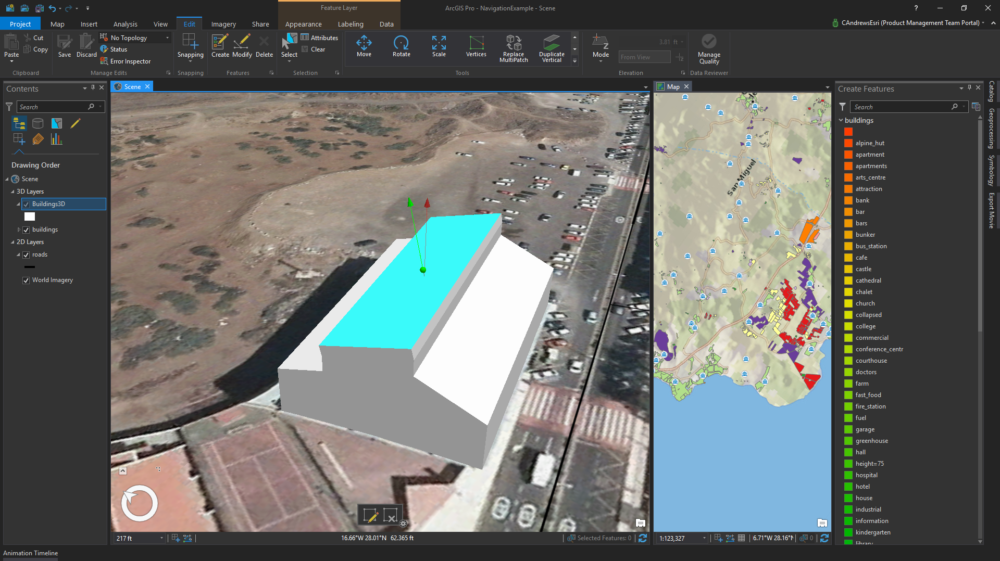 Feature Layer
ArcGIS Pro - NavigationExample - Scene
?
Project
Map
Insert
Analysis
View
Edit
Imagery
Share
Appearance
Labeling
Data
CAndrewsEsri (Product Management Team Portal)
Paste
Cut
Copy
Clipboard
Save
Discard
No Topology
Status
Error Inspector
Manage Edits
Snapping
Snapping
Create
Modify
Delete
Features
Select
Attributes
Clear
Selection
Move
Rotate
Scale
Vertices
Replace
MultiPatch
Duplicate
Vertical
Tools
Mode
3.81 ft
From View
Elevation
Manage
Quality
Data Reviewer
Contents
Search
Drawing Order
Scene
3D Layers
Buildings3D
buildings
2D Layers
roads
World Imagery
Scene
217 ft
16.66°W 28.01°N 62.365 ft
Selected Features: 0
Map
San Miguel
1:123,327
6.71°W 28.16°N
0
Create Features
Search
buildings
alpine_hut
apartment
apartments
arts_centre
attraction
bank
bar
bars
bunker
bus_station
cafe
castle
cathedral
chalet
church
collapsed
college
commercial
conference_centr
courthouse
doctors
farm
fast_food
fire_station
fuel
garage
greenhouse
hall
height=75
hospital
hotel
house
industrial
information
kindergarten
library
Catalog
Geoprocessing
Symbology
Export Movie
Animation Timeline